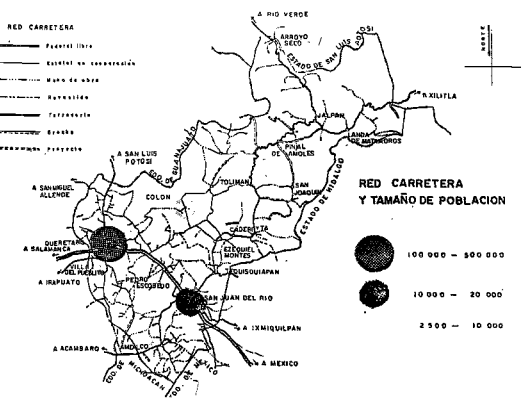 RED CARRETERA
Federal libre
Estatal en cooperación
Mano de obra
Revestida
Terracería
Brecha
Proyecto
A RIO VERDE
ARROYO
SECO
ESTADO DE SAN LUIS POTOSI
NORTE
A XILITLA
JALPAN
LANDA
DE MATAMOROS
PINAL
DE AMOLES
A SAN LUIS
POTOSI
EDO. DE GUANAJUATO
A SAN MIGUEL
ALLENDE
COLON
TOLIMAN
SAN
JOAQUIN
ESTADO DE HIDALGO
CADEREYTA
QUERETARO
A SALAMANCA
EZEQUIEL
MONTES
VILLA
DEL PUEBLITO
A IRAPUATO
PEDRO
ESCOBEDO
TEQUISQUIAPAN
SAN JUAN DEL RIO
A IXMIQUILPAN
A ACAMBARO
AMEALCO
EDO. DE MICHOACAN
EDO. DE MEXICO
A MEXICO
RED CARRETERA
Y TAMAÑO DE POBLACION
100 000 — 500 000
10 000 — 20 000
2 500 — 10 000